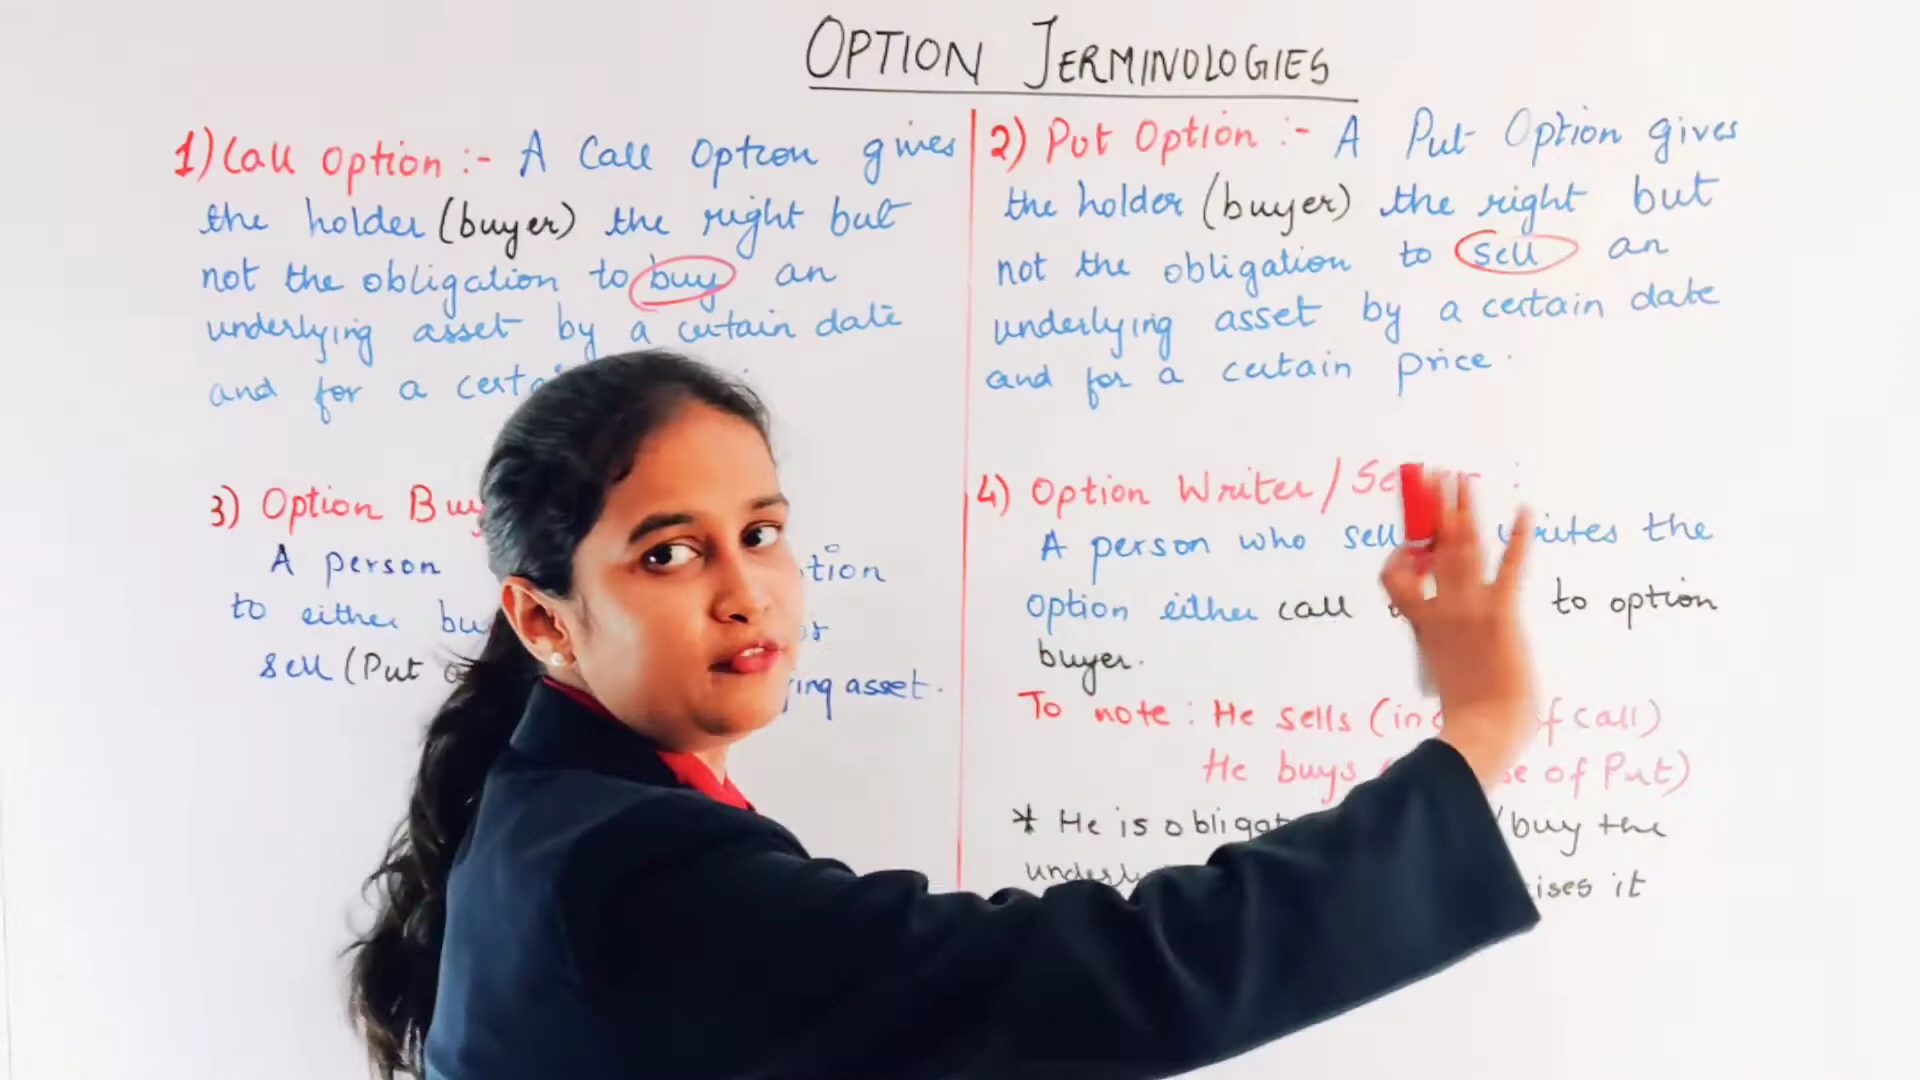 OPTION TERMINOLOGIES
1) Call Option :- A Call Option gives
the holder (buyer) the right but
not the obligation to buy an
underlying asset by a certain date
and for a
2) Put Option :- A Put Option gives
the holder (buyer) the right but
not the obligation to sell an
underlying asset by a certain date
and for a certain price.
3) Option
A person
to either
sell (Put
asset.
4) Option Writer /
A person who the
option either call to option
buyer.
To note : He sells call)
He buys of Put)
* He is buy the
it